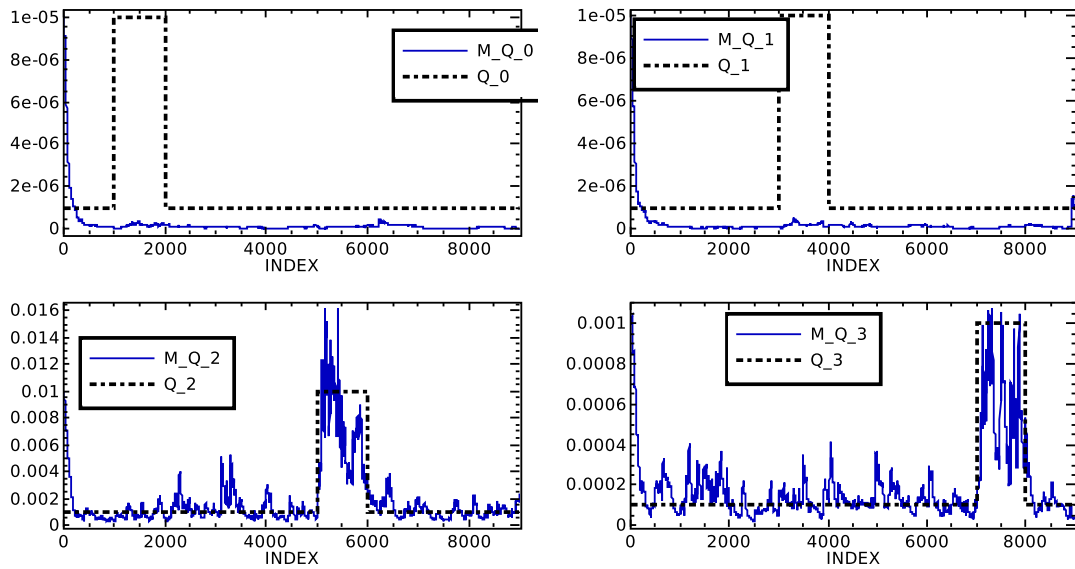 1e-05
8e-06
6e-06
4e-06
2e-06
0
0 2000 4000 6000 8000
INDEX
M_Q_0
Q_0
1e-05
8e-06
6e-06
4e-06
2e-06
0
0 2000 4000 6000 8000
INDEX
M_Q_1
Q_1
0.016
0.014
0.012
0.01
0.008
0.006
0.004
0.002
0
0 2000 4000 6000 8000
INDEX
M_Q_2
Q_2
0.001
0.0008
0.0006
0.0004
0.0002
0
0 2000 4000 6000 8000
INDEX
M_Q_3
Q_3